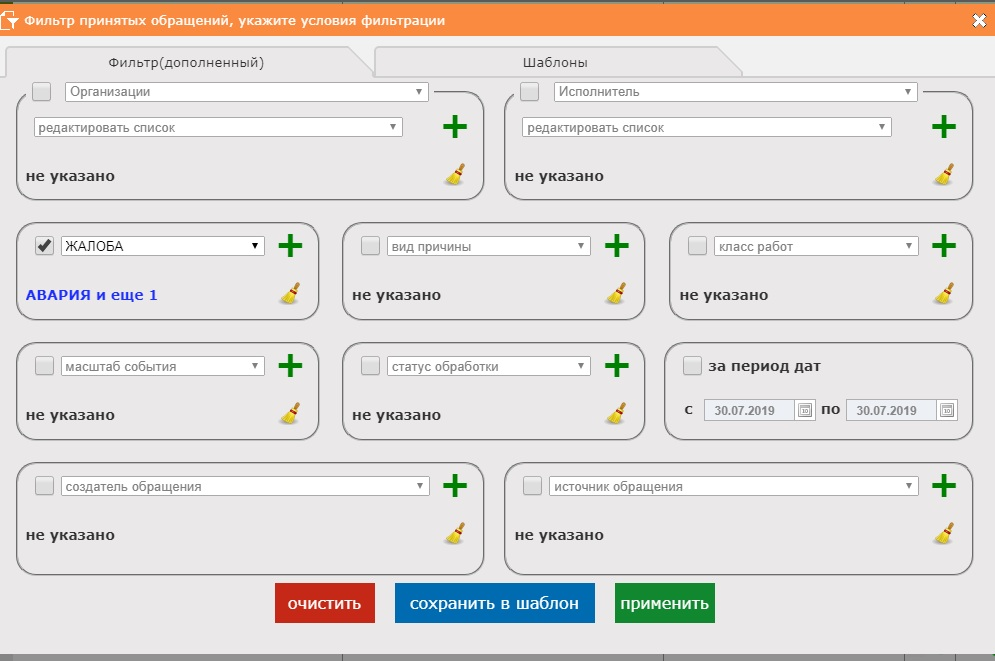 Фильтр принятых обращений, укажите условия фильтрации
Фильтр(дополненный) Шаблоны
Организации Исполнитель
редактировать список редактировать список
не указано не указано
ЖАЛОБА вид причины класс работ
АВАРИЯ и еще 1 не указано не указано
масштаб события статус обработки за период дат
с 30.07.2019 по 30.07.2019
не указано не указано
создатель обращения источник обращения
не указано не указано
очистить сохранить в шаблон применить